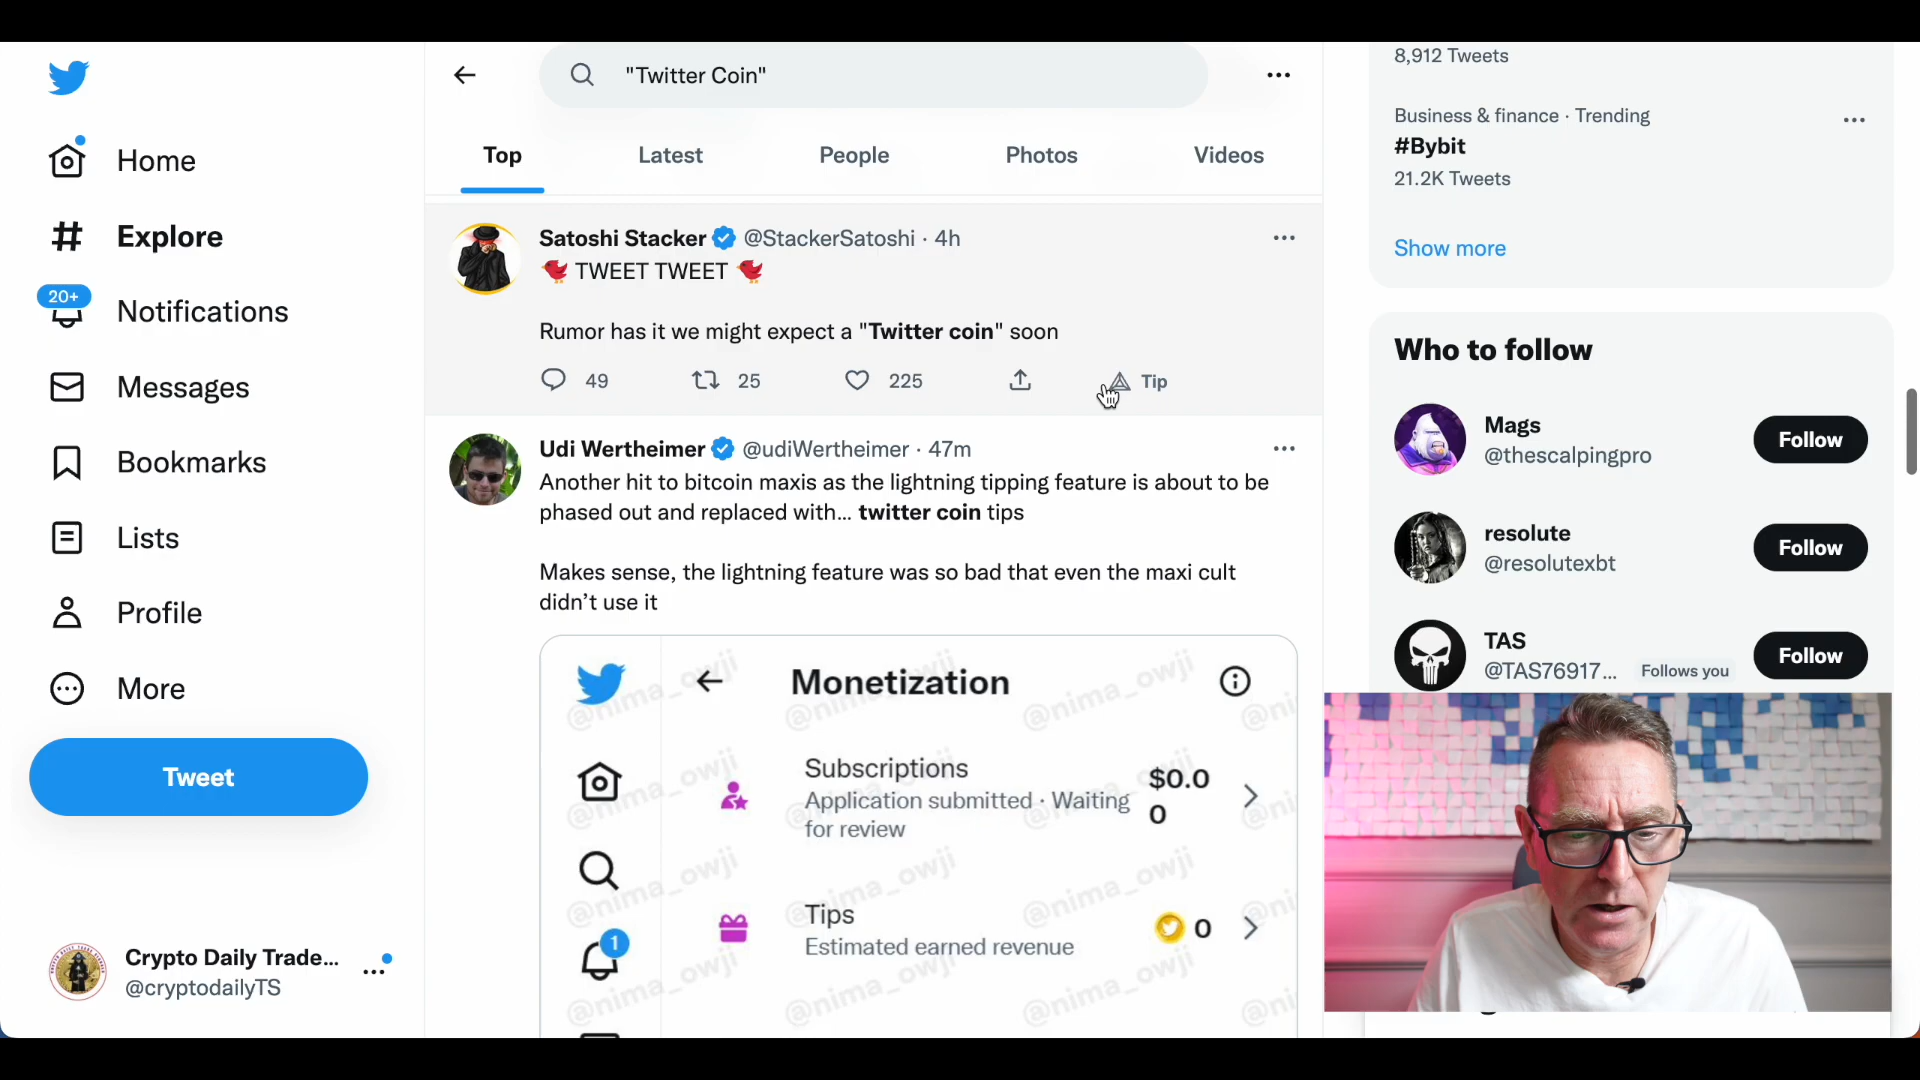 Home
Explore
20+
Notifications
Messages
Bookmarks
Lists
Profile
More
Tweet
Crypto Daily Trade...
@cryptodailyTS
"Twitter Coin"
Top
Latest
People
Photos
Videos
Satoshi Stacker @StackerSatoshi · 4h
TWEET TWEET
Rumor has it we might expect a "Twitter coin" soon
49
25
225
Tip
Udi Wertheimer @udiWertheimer · 47m
Another hit to bitcoin maxis as the lightning tipping feature is about to be
phased out and replaced with... twitter coin tips
Makes sense, the lightning feature was so bad that even the maxi cult
didn't use it
Monetization
Subscriptions
Application submitted · Waiting
for review
$0.0
0
Tips
Estimated earned revenue
0
1
@nima_owji
8,912 Tweets
Business & finance · Trending
#Bybit
21.2K Tweets
Show more
Who to follow
Mags
@thescalpingpro
Follow
resolute
@resolutexbt
Follow
TAS
@TAS76917... Follows you
Follow